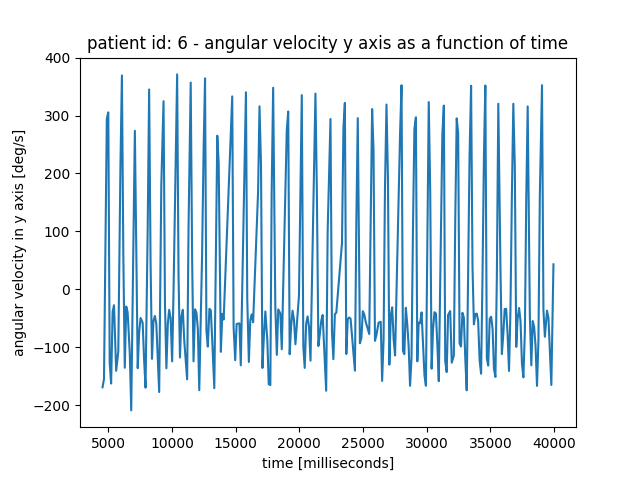 patient id: 6 - angular velocity y axis as a function of time
angular velocity in y axis [deg/s]
400
300
200
100
0
−100
−200
5000 10000 15000 20000 25000 30000 35000 40000
time [milliseconds]